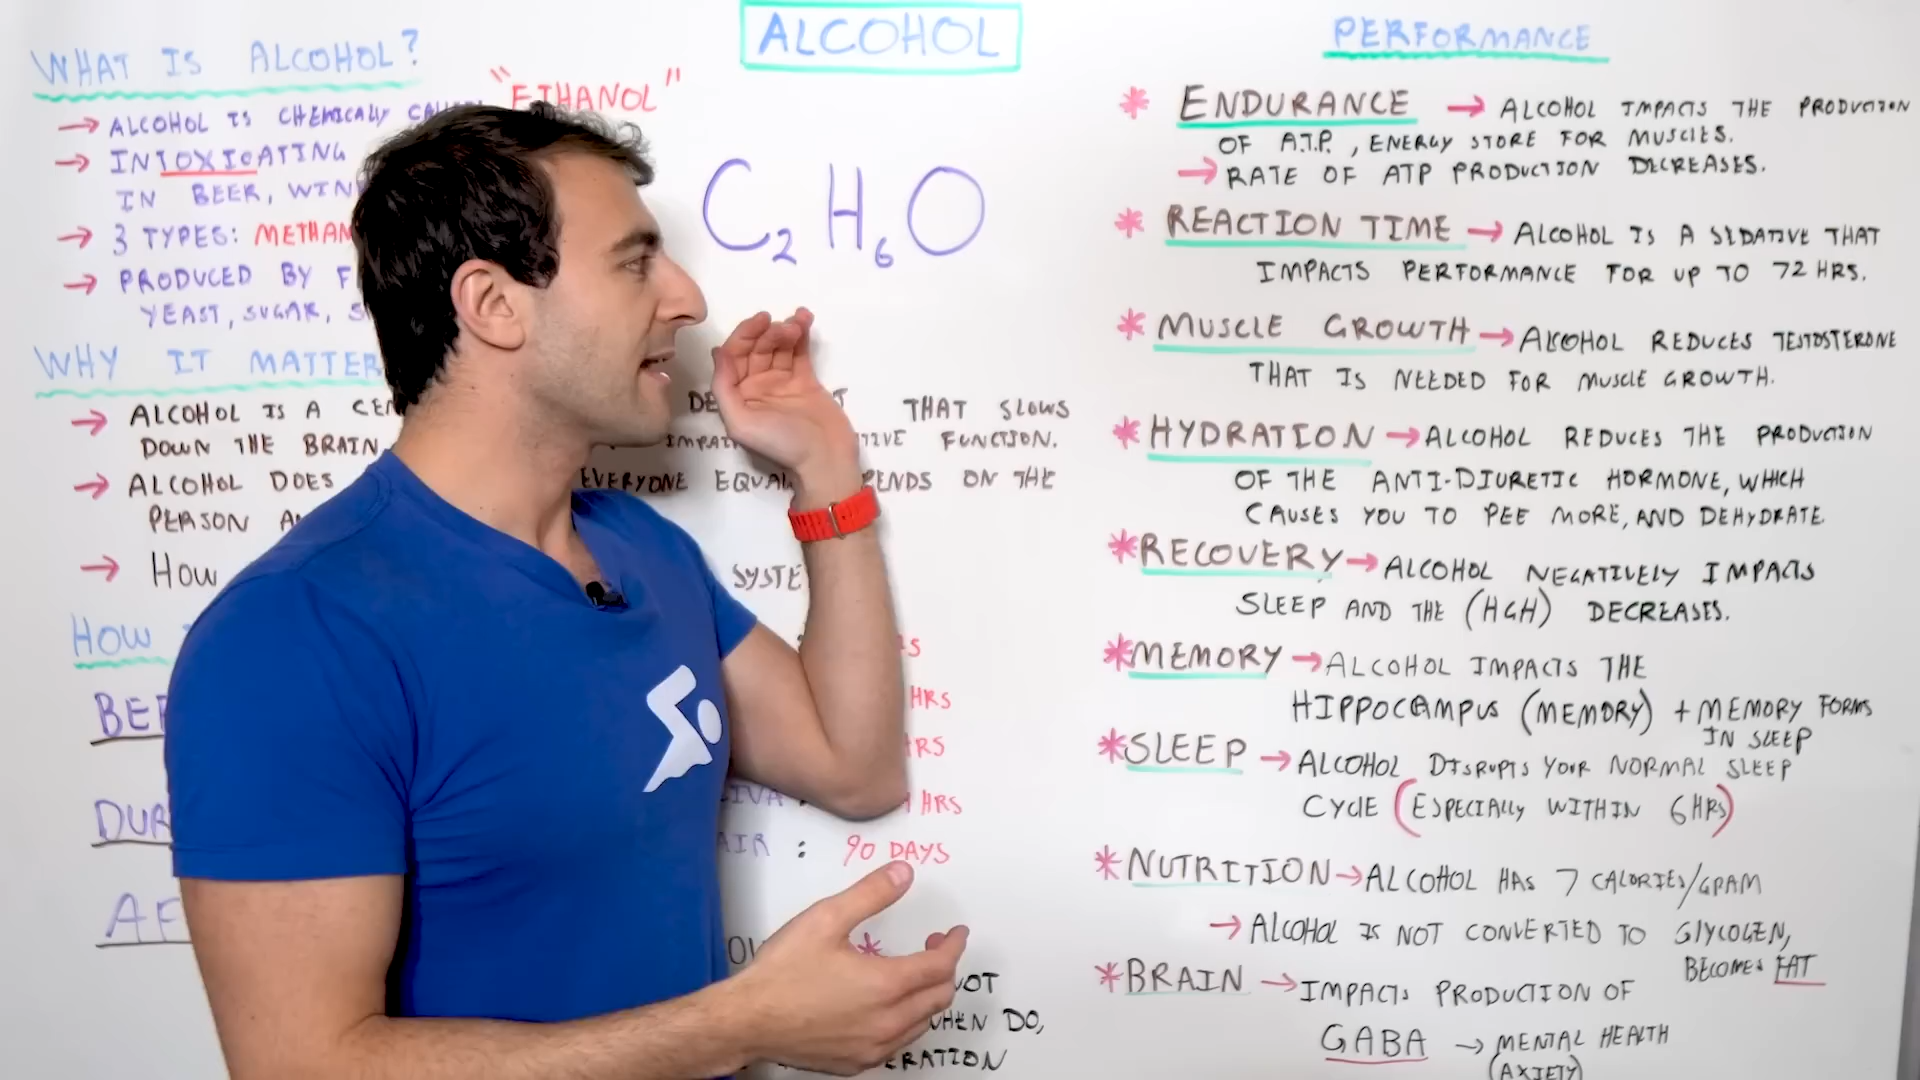 ALCOHOL
WHAT IS ALCOHOL?
"ETHANOL"
→ ALCOHOL IS CHEMICALLY
→ INTOXICATING
IN BEER,
→ 3 TYPES:
→ PRODUCED BY
YEAST, SUGAR,
C₂H₆O
WHY IT
→ ALCOHOL IS A THAT SLOWS
DOWN THE BRAIN FUNCTION.
→ ALCOHOL DOES EVERYONE ON THE
PERSON
→ HOW
HOW
HRS
HRS
AIR : 90 DAYS
*
DO,
PERFORMANCE
* ENDURANCE → ALCOHOL IMPACTS THE PRODUCTION
OF A.T.P., ENERGY STORE FOR MUSCLES.
→ RATE OF ATP PRODUCTION DECREASES.
* REACTION TIME → ALCOHOL IS A SEDATIVE THAT
IMPACTS PERFORMANCE FOR UP TO 72 HRS.
* MUSCLE GROWTH → ALCOHOL REDUCES TESTOSTERONE
THAT IS NEEDED FOR MUSCLE GROWTH.
* HYDRATION → ALCOHOL REDUCES THE PRODUCTION
OF THE ANTI-DIURETIC HORMONE, WHICH
CAUSES YOU TO PEE MORE, AND DEHYDRATE
* RECOVERY → ALCOHOL NEGATIVELY IMPACTS
SLEEP AND THE (HGH) DECREASES.
* MEMORY → ALCOHOL IMPACTS THE
HIPPOCAMPUS (MEMORY) + MEMORY FORMS
IN SLEEP
* SLEEP → ALCOHOL DISRUPTS YOUR NORMAL SLEEP
CYCLE (ESPECIALLY WITHIN 6 HRS)
* NUTRITION → ALCOHOL HAS 7 CALORIES/GRAM
→ ALCOHOL IS NOT CONVERTED TO GLYCOGEN,
BECOMES FAT
* BRAIN → IMPACTS PRODUCTION OF
GABA → MENTAL HEALTH
(AXIETY)